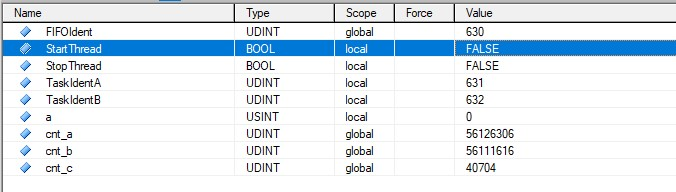 Name Type Scope Force Value
FIFOIdent UDINT global 630
StartThread BOOL local FALSE
StopThread BOOL local FALSE
TaskIdentA UDINT local 631
TaskIdentB UDINT local 632
a USINT local 0
cnt_a UDINT global 56126306
cnt_b UDINT global 56111616
cnt_c UDINT global 40704